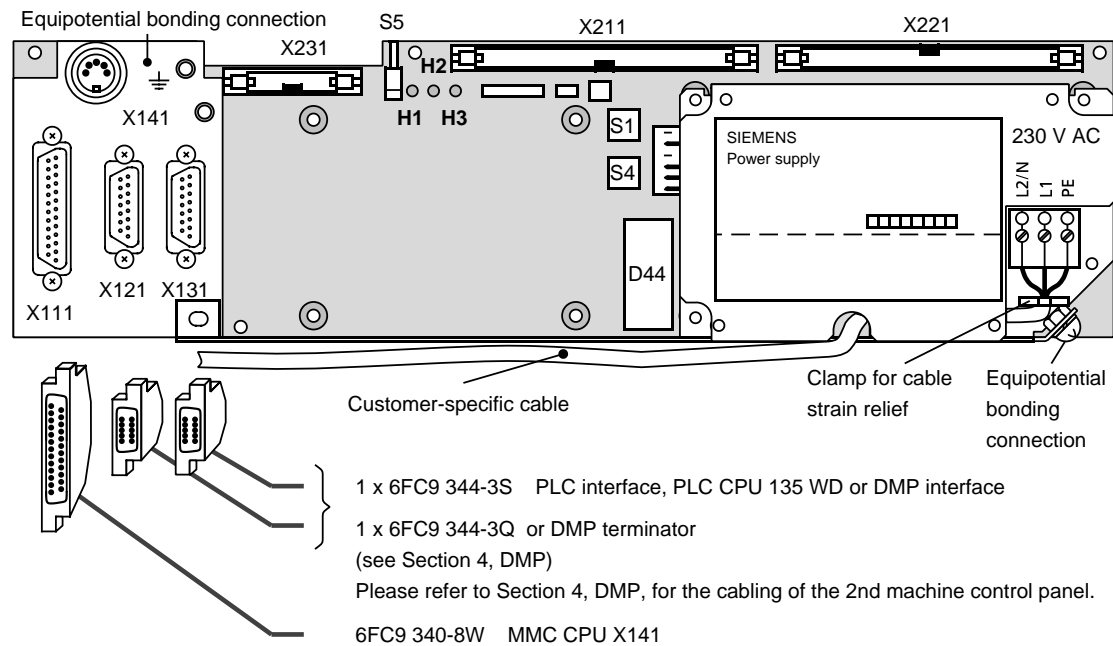 Equipotential bonding connection
S5
X231
X211
X221
H2
H1 H3
X141
S1
S4
SIEMENS
Power supply
230 V AC
L2/N
L1
PE
D44
X121 X131
X111
Customer-specific cable
Clamp for cable
strain relief
Equipotential
bonding
connection
1 x 6FC9 344-3S PLC interface, PLC CPU 135 WD or DMP interface
1 x 6FC9 344-3Q or DMP terminator
(see Section 4, DMP)
Please refer to Section 4, DMP, for the cabling of the 2nd machine control panel.
6FC9 340-8W MMC CPU X141